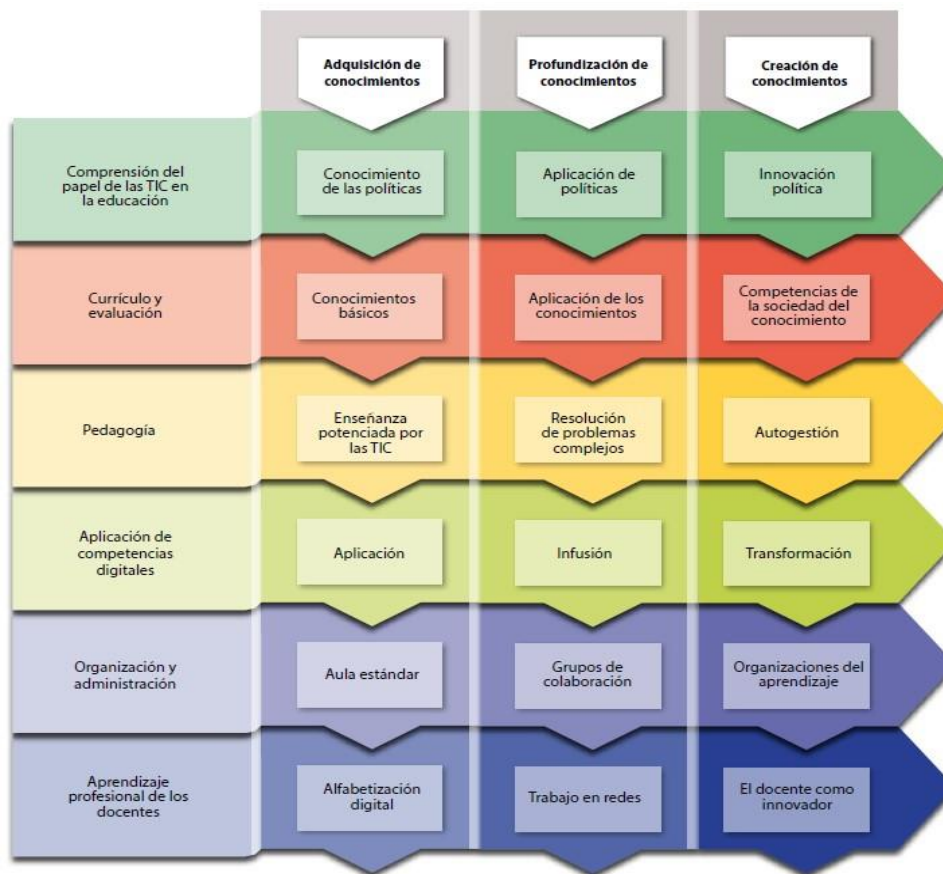 Adquisición de
conocimientos
Profundización de
conocimientos
Creación de
conocimientos
Comprensión del
papel de las TIC en
la educación
Conocimiento
de las políticas
Aplicación de
políticas
Innovación
política
Currículo y
evaluación
Conocimientos
básicos
Aplicación de los
conocimientos
Competencias de
la sociedad del
conocimiento
Pedagogía
Enseñanza
potenciada por
las TIC
Resolución
de problemas
complejos
Autogestión
Aplicación de
competencias
digitales
Aplicación
Infusión
Transformación
Organización y
administración
Aula estándar
Grupos de
colaboración
Organizaciones del
aprendizaje
Aprendizaje
profesional de los
docentes
Alfabetización
digital
Trabajo en redes
El docente como
innovador